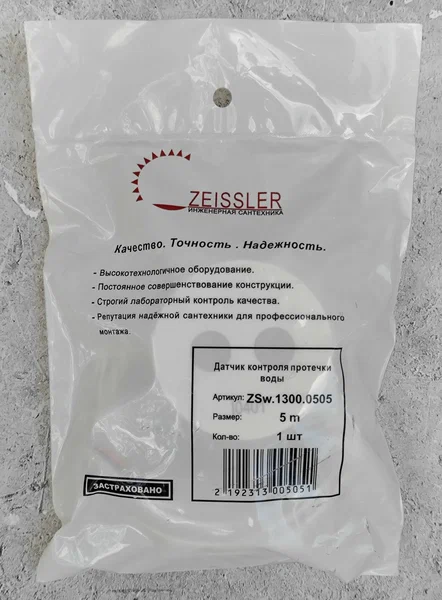 ZEISSLER
ИНЖЕНЕРНАЯ САНТЕХНИКА
Качество. Точность . Надежность.
- Высокотехнологичное оборудование.
- Постоянное совершенствование конструкции.
- Строгий лабораторный контроль качества.
- Репутация надёжной сантехники для профессионального
монтажа.
Датчик контроля протечки
воды
Артикул: ZSw.1300.0505
Размер: 5 m
Кол-во: 1 шт
2 192313 005051
ЗАСТРАХОВАНО